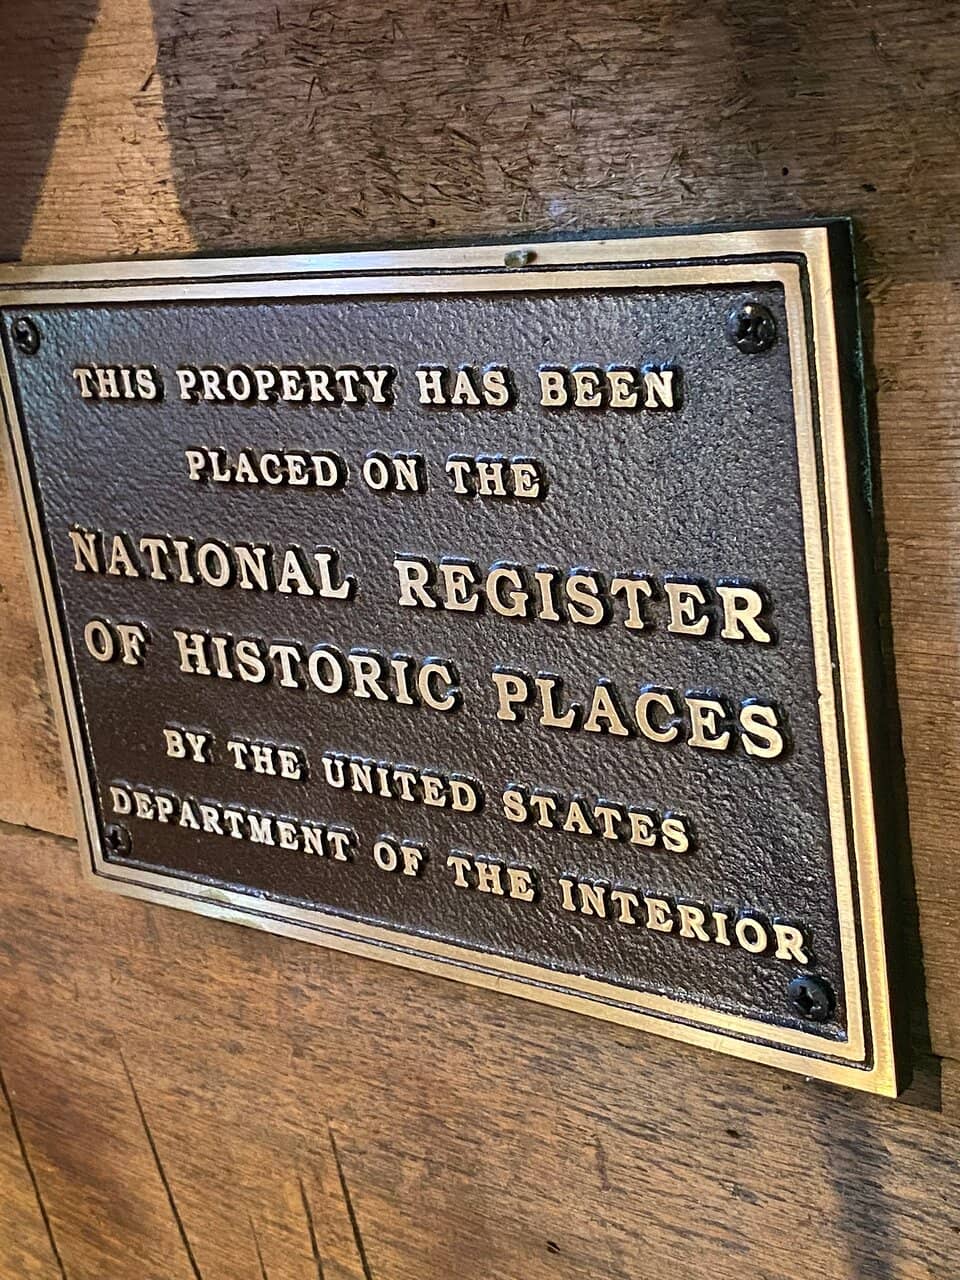 THIS PROPERTY HAS BEEN
PLACED ON THE
NATIONAL REGISTER
OF HISTORIC PLACES
BY THE UNITED STATES
DEPARTMENT OF THE INTERIOR